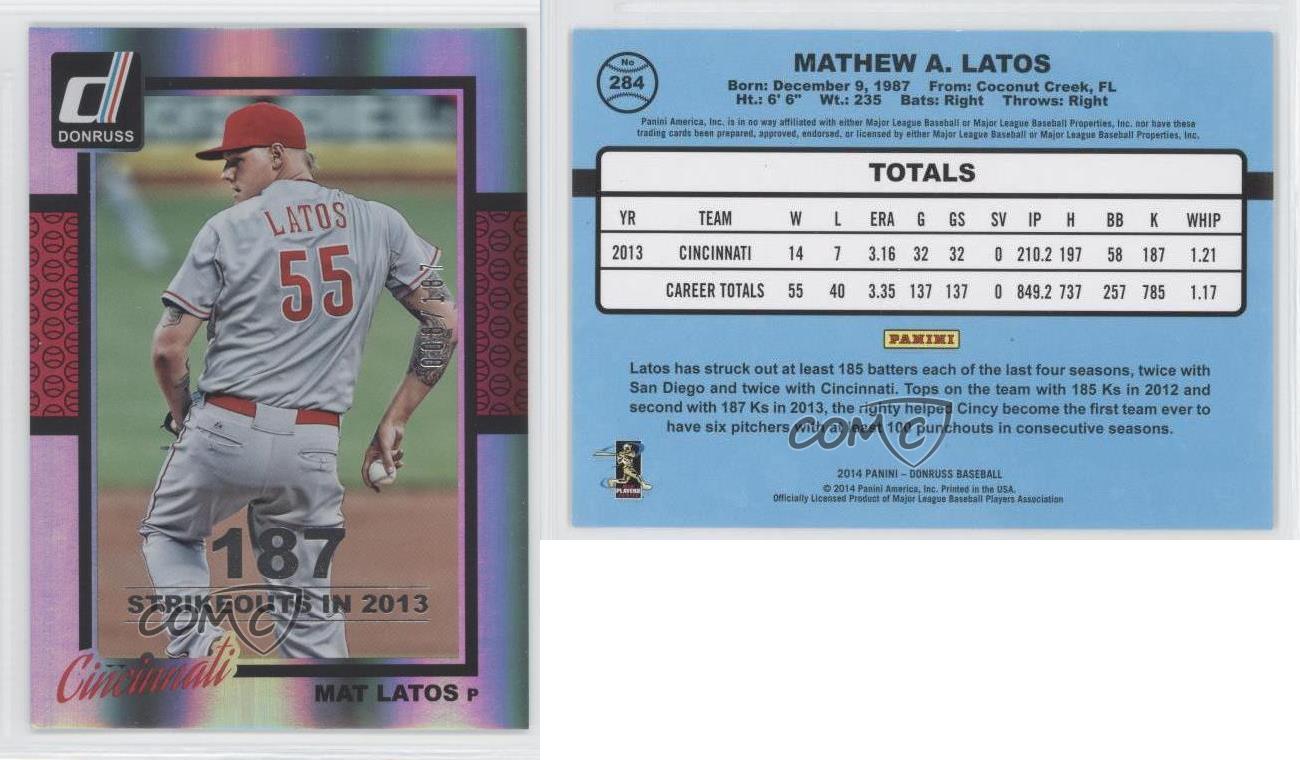 d
DONRUSS
LATOS
55
187
STRIKEOUTS IN 2013
COMC
Cincinnati
MAT LATOS P
No
284
MATHEW A. LATOS
Born: December 9, 1987 From: Coconut Creek, FL
Ht.: 6' 6" Wt.: 235 Bats: Right Throws: Right
Panini America, Inc. is in no way affiliated with either Major League Baseball or Major League Baseball Properties, Inc. nor have these
trading cards been prepared, approved, endorsed, or licensed by either Major League Baseball or Major League Baseball Properties, Inc.
TOTALS
YR TEAM W L ERA G GS SV IP H BB K WHIP
2013 CINCINNATI 14 7 3.16 32 32 0 210.2 197 58 187 1.21
CAREER TOTALS 55 40 3.35 137 137 0 849.2 737 257 785 1.17
PANINI
Latos has struck out at least 185 batters each of the last four seasons, twice with
San Diego and twice with Cincinnati. Tops on the team with 185 Ks in 2012 and
second with 187 Ks in 2013, the righty helped Cincy become the first team ever to
have six pitchers with at least 100 punchouts in consecutive seasons.
COMC
PLAYERS
2014 PANINI – DONRUSS BASEBALL
© 2014 Panini America, Inc. Printed in the USA.
Officially Licensed Product of Major League Baseball Players Association